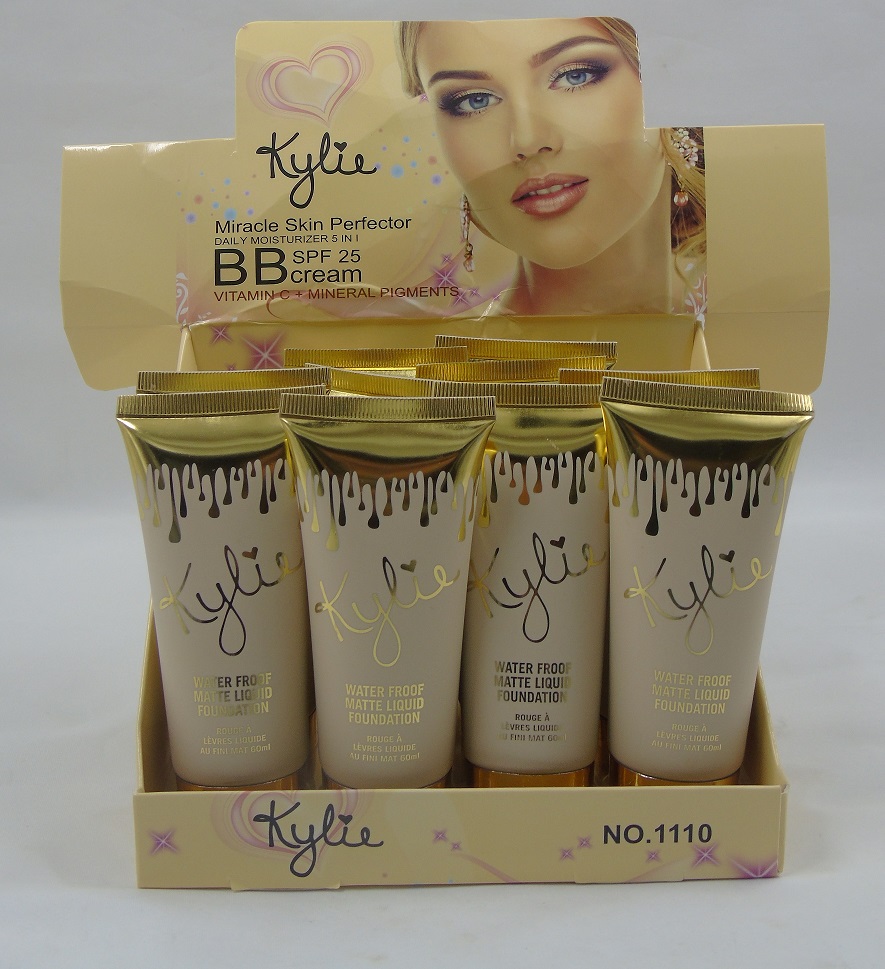 Kylie
Miracle Skin Perfector
DAILY MOISTURIZER 5 IN I
BB SPF 25
cream
VITAMIN C + MINERAL PIGMENTS
Kylie
WATER FROOF
MATTE LIQUID
FOUNDATION
ROUGE À
LÈVRES LIQUIDE
AU FINI MAT 60ml
Kylie
WATER FROOF
MATTE LIQUID
FOUNDATION
ROUGE À
LÈVRES LIQUIDE
AU FINI MAT 60ml
Kylie
WATER FROOF
MATTE LIQUID
FOUNDATION
ROUGE À
LÈVRES LIQUIDE
AU FINI MAT 60ml
Kylie
WATER FROOF
MATTE LIQUID
FOUNDATION
ROUGE À
LÈVRES LIQUIDE
AU FINI MAT 60ml
Kylie
NO.1110